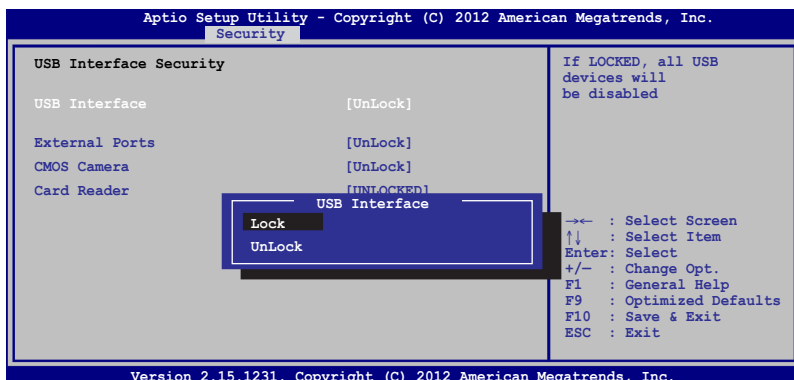 Aptio Setup Utility - Copyright (C) 2012 American Megatrends, Inc.
Security
USB Interface Security
USB Interface [UnLock]
External Ports [UnLock]
CMOS Camera [UnLock]
Card Reader [UNLOCKED]
USB Interface
Lock
UnLock
If LOCKED, all USB
devices will
be disabled
→← : Select Screen
↑↓ : Select Item
Enter: Select
+/— : Change Opt.
F1 : General Help
F9 : Optimized Defaults
F10 : Save & Exit
ESC : Exit
Version 2.15.1231. Copyright (C) 2012 American Megatrends, Inc.